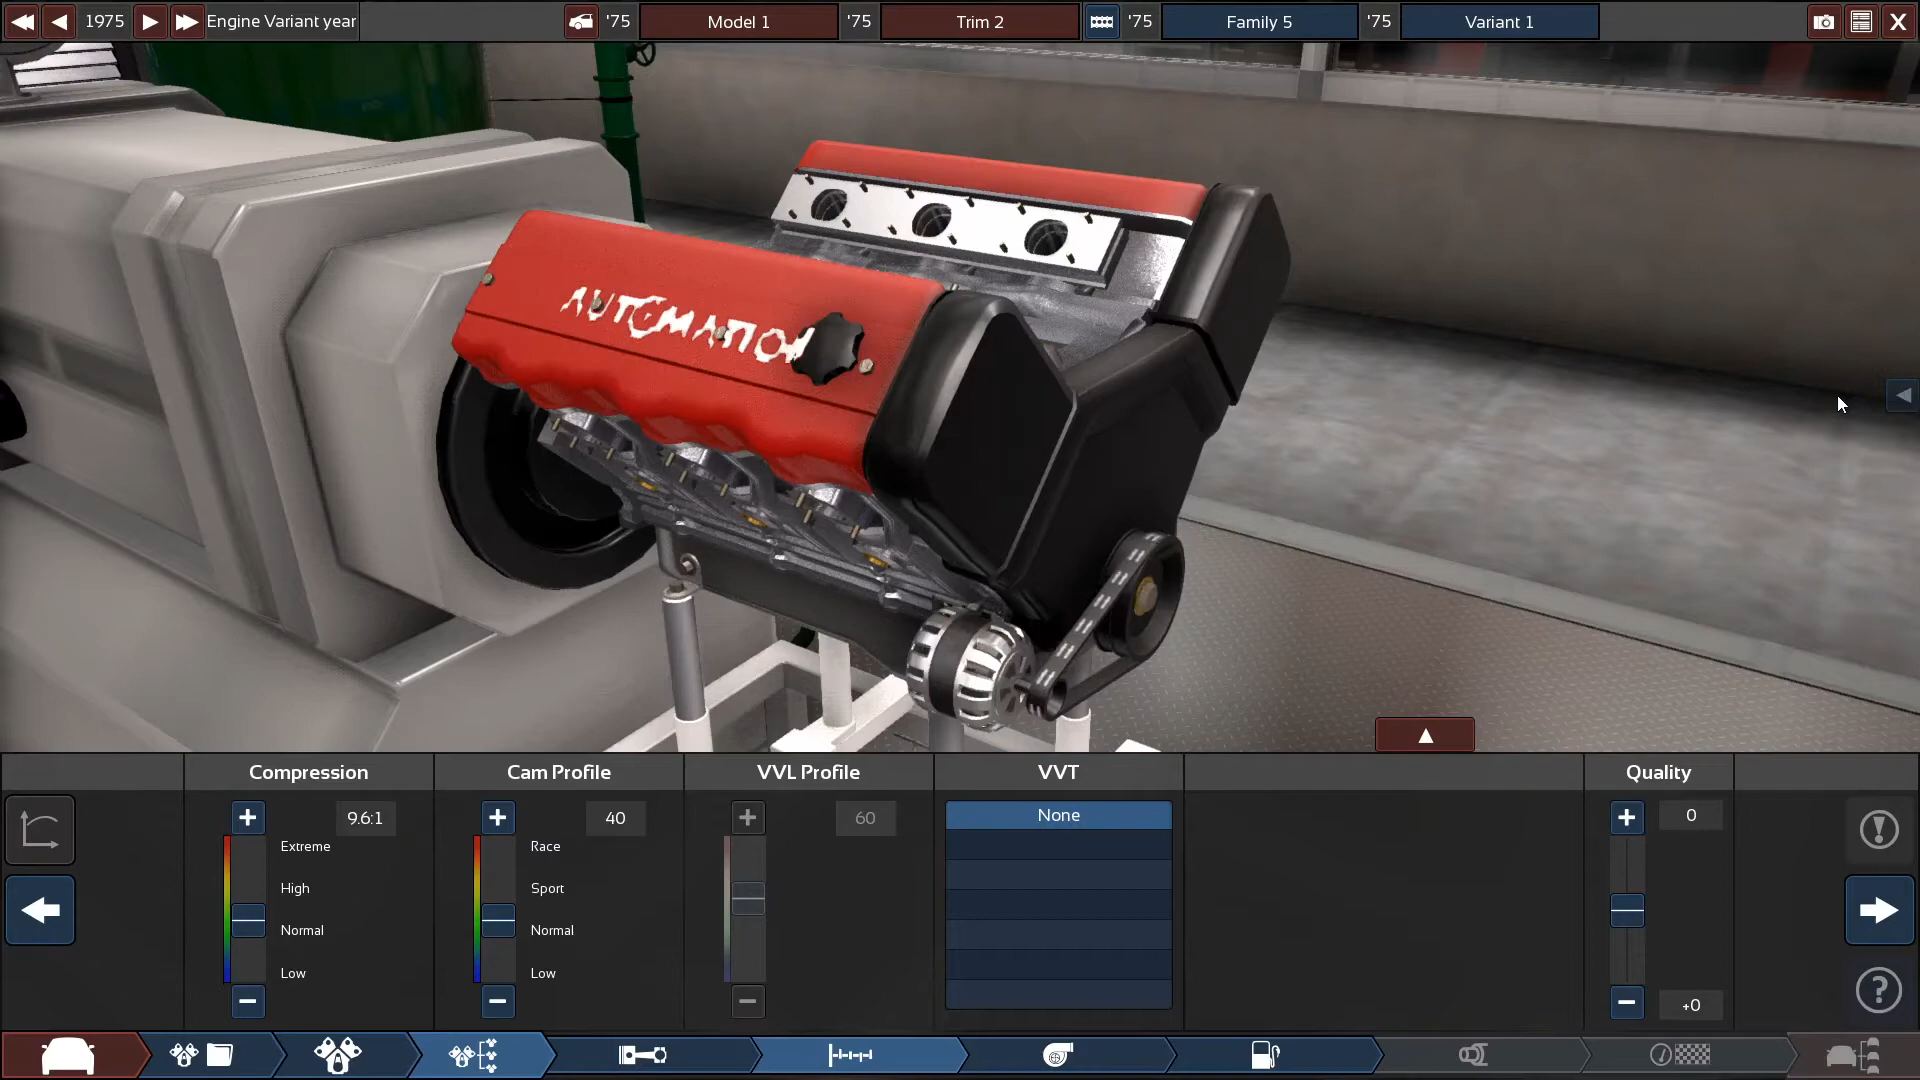 1975
Engine Variant year
'75
Model 1
'75
Trim 2
'75
Family 5
'75
Variant 1
X
AUTOMATION
Compression
Cam Profile
VVL Profile
VVT
Quality
9.6:1
Extreme
High
Normal
Low
40
Race
Sport
Normal
Low
60
None
0
+0
?